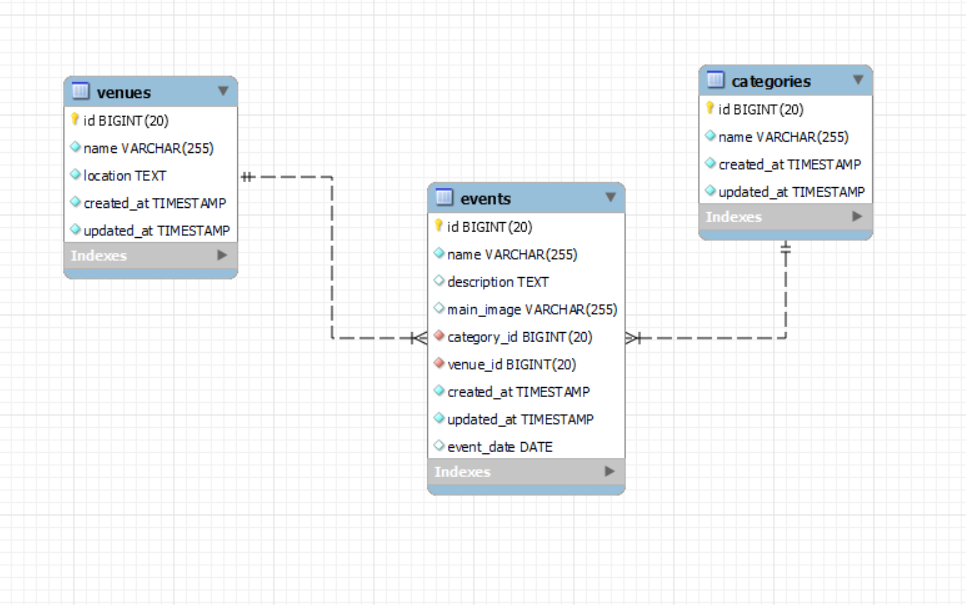 venues
id BIGINT(20)
name VARCHAR(255)
location TEXT
created_at TIMESTAMP
updated_at TIMESTAMP
Indexes
events
id BIGINT(20)
name VARCHAR(255)
description TEXT
main_image VARCHAR(255)
category_id BIGINT(20)
venue_id BIGINT(20)
created_at TIMESTAMP
updated_at TIMESTAMP
event_date DATE
Indexes
categories
id BIGINT(20)
name VARCHAR(255)
created_at TIMESTAMP
updated_at TIMESTAMP
Indexes